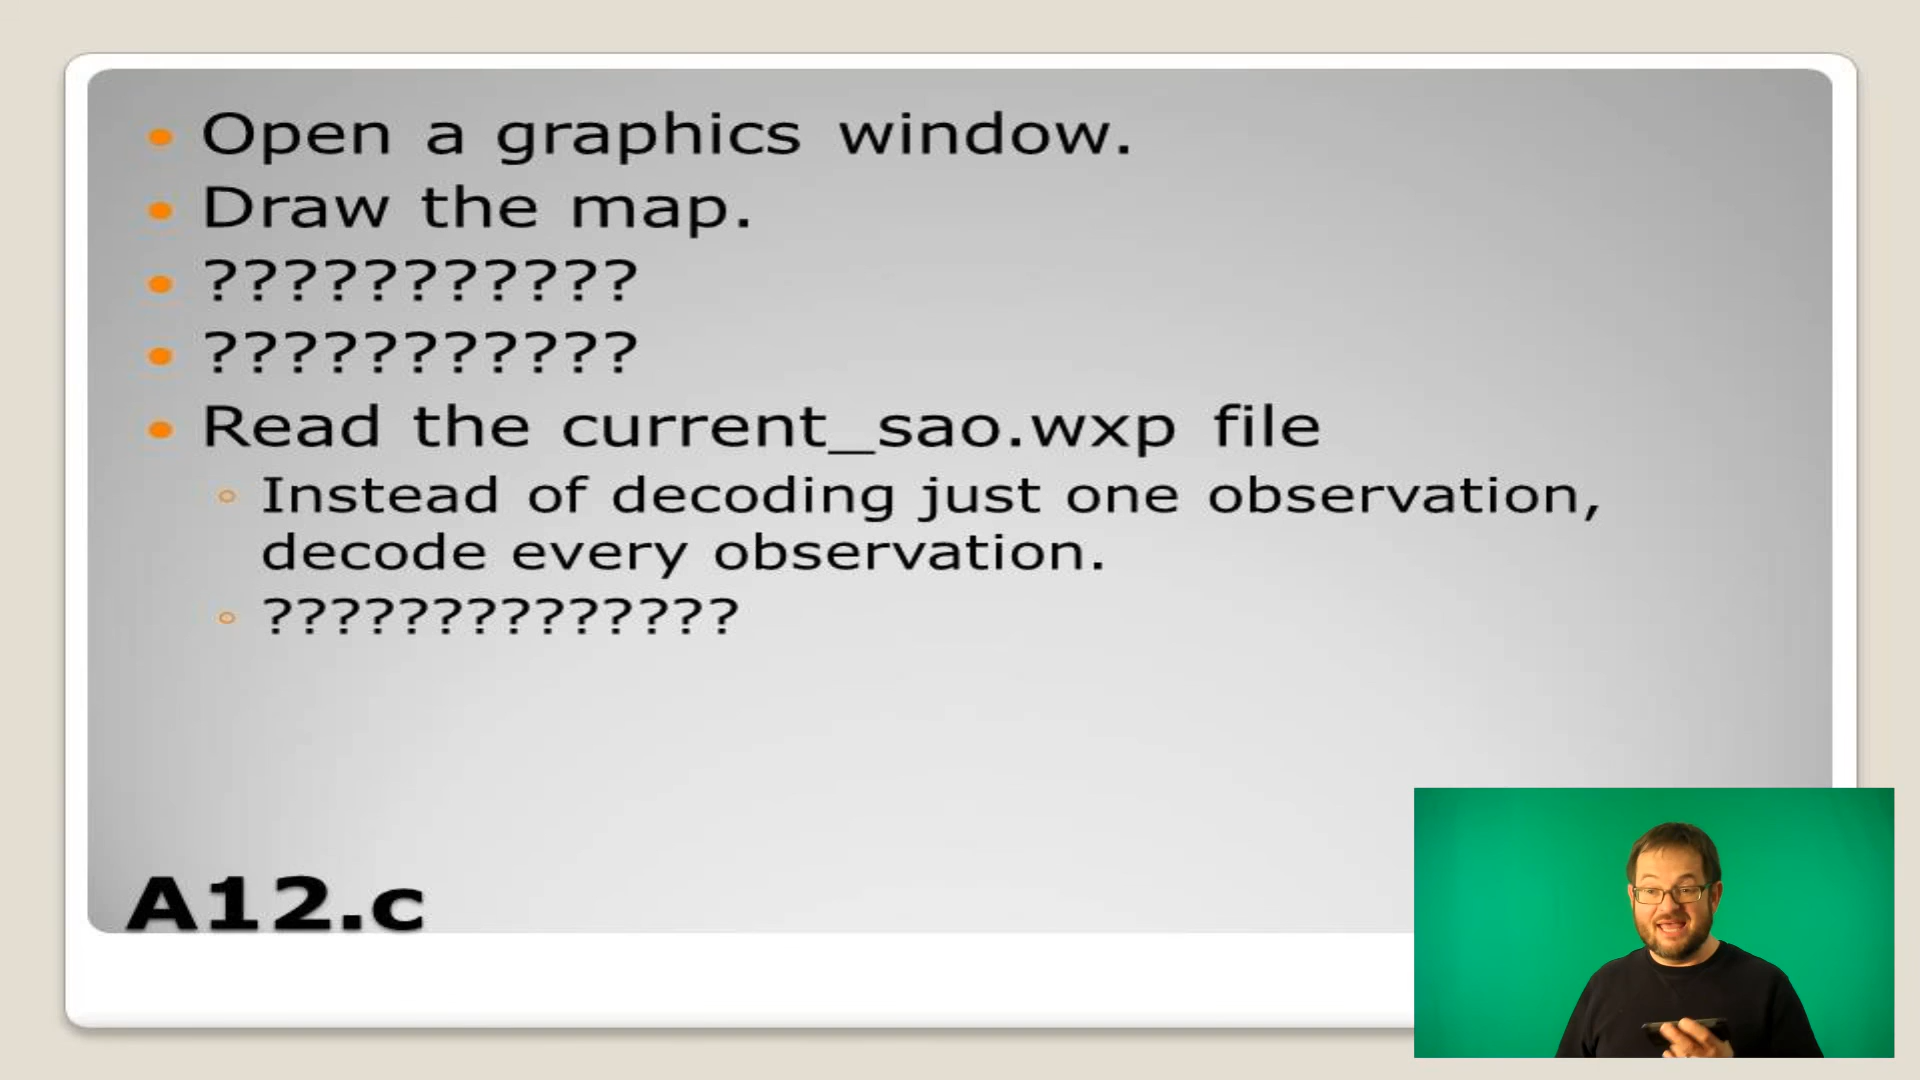 Open a graphics window.
Draw the map.
???????????
???????????
Read the current_sao.wxp file
Instead of decoding just one observation,
decode every observation.
??????????????
A12.c